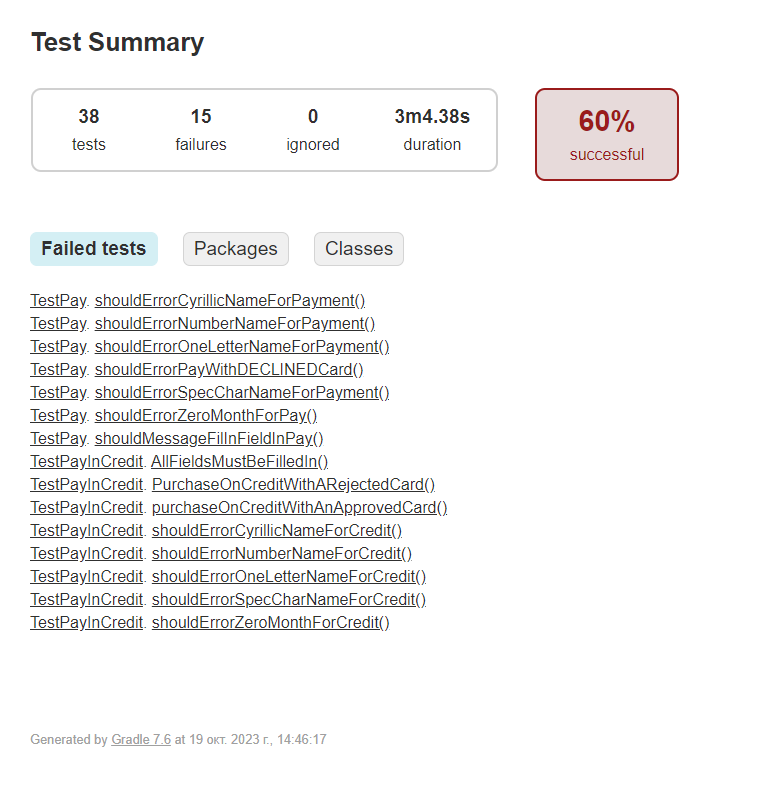 Test Summary
38 15 0 3m4.38s
tests failures ignored duration
60%
successful
Failed tests Packages Classes
TestPay. shouldErrorCyrillicNameForPayment()
TestPay. shouldErrorNumberNameForPayment()
TestPay. shouldErrorOneLetterNameForPayment()
TestPay. shouldErrorPayWithDECLINEDCard()
TestPay. shouldErrorSpecCharNameForPayment()
TestPay. shouldErrorZeroMonthForPay()
TestPay. shouldMessageFillInFieldInPay()
TestPayInCredit. AllFieldsMustBeFilledIn()
TestPayInCredit. PurchaseOnCreditWithARejectedCard()
TestPayInCredit. purchaseOnCreditWithAnApprovedCard()
TestPayInCredit. shouldErrorCyrillicNameForCredit()
TestPayInCredit. shouldErrorNumberNameForCredit()
TestPayInCredit. shouldErrorOneLetterNameForCredit()
TestPayInCredit. shouldErrorSpecCharNameForCredit()
TestPayInCredit. shouldErrorZeroMonthForCredit()
Generated by Gradle 7.6 at 19 окт. 2023 г., 14:46:17